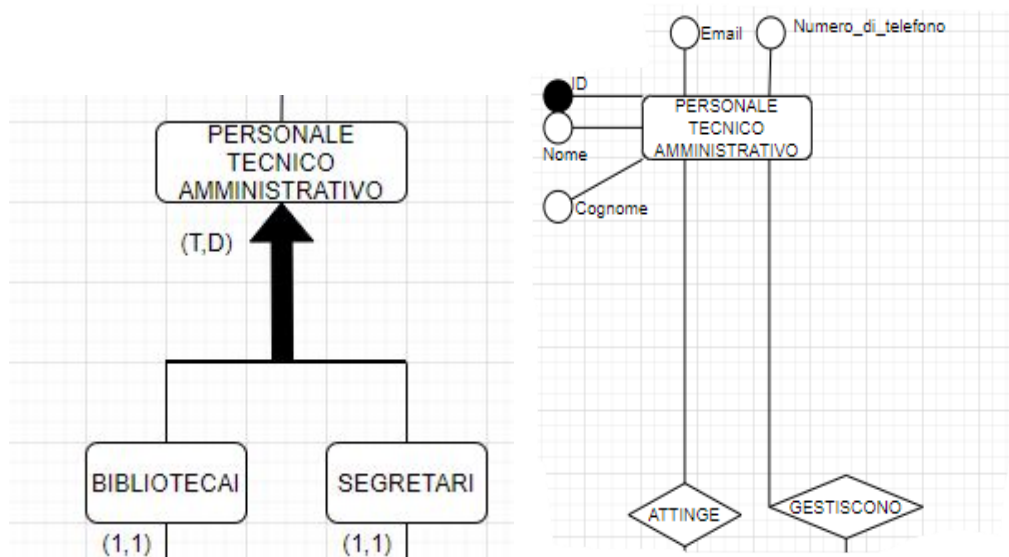 PERSONALE
TECNICO
AMMINISTRATIVO
(T,D)
BIBLIOTECAI
SEGRETARI
(1,1)
(1,1)
Email
Numero_di_telefono
ID
PERSONALE
TECNICO
AMMINISTRATIVO
Nome
Cognome
ATTINGE
GESTISCONO